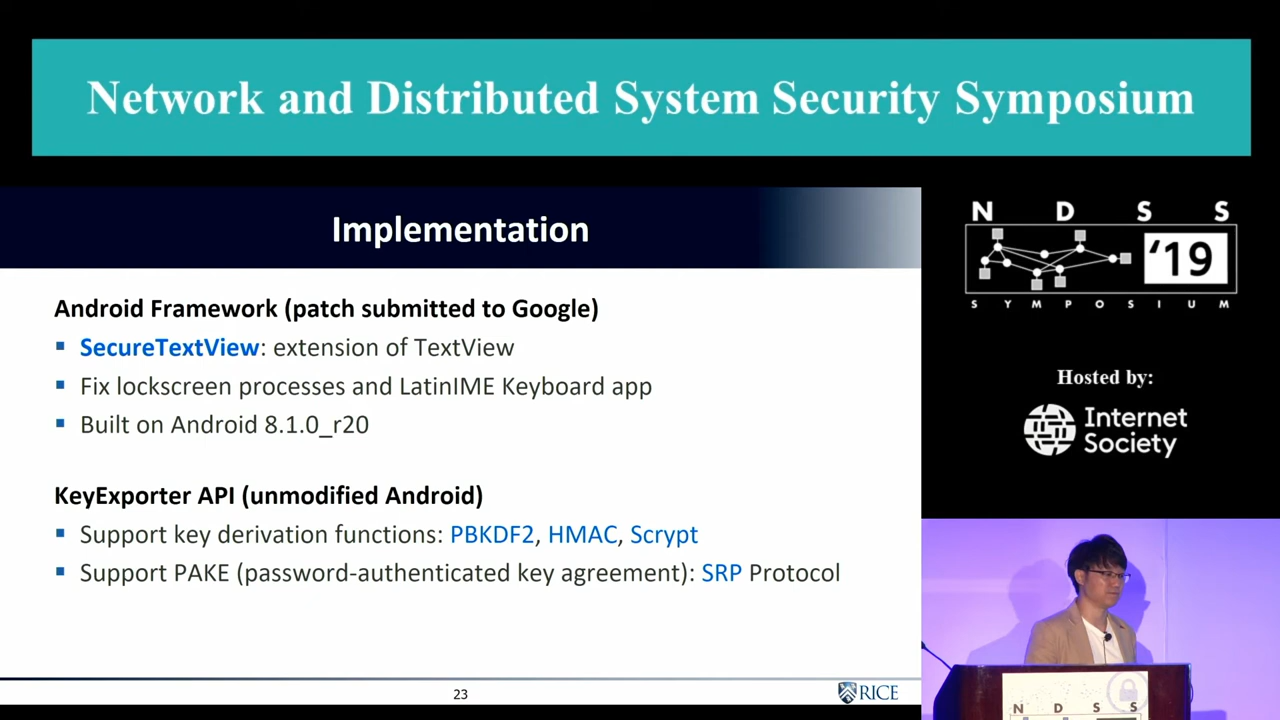 Network and Distributed System Security Symposium
Implementation
Android Framework (patch submitted to Google)
SecureTextView: extension of TextView
Fix lockscreen processes and LatinIME Keyboard app
Built on Android 8.1.0_r20
KeyExporter API (unmodified Android)
Support key derivation functions: PBKDF2, HMAC, Scrypt
Support PAKE (password-authenticated key agreement): SRP Protocol
23
RICE
N D S S
'19
S Y M P O S I U M
Hosted by:
Internet
Society
N D S S